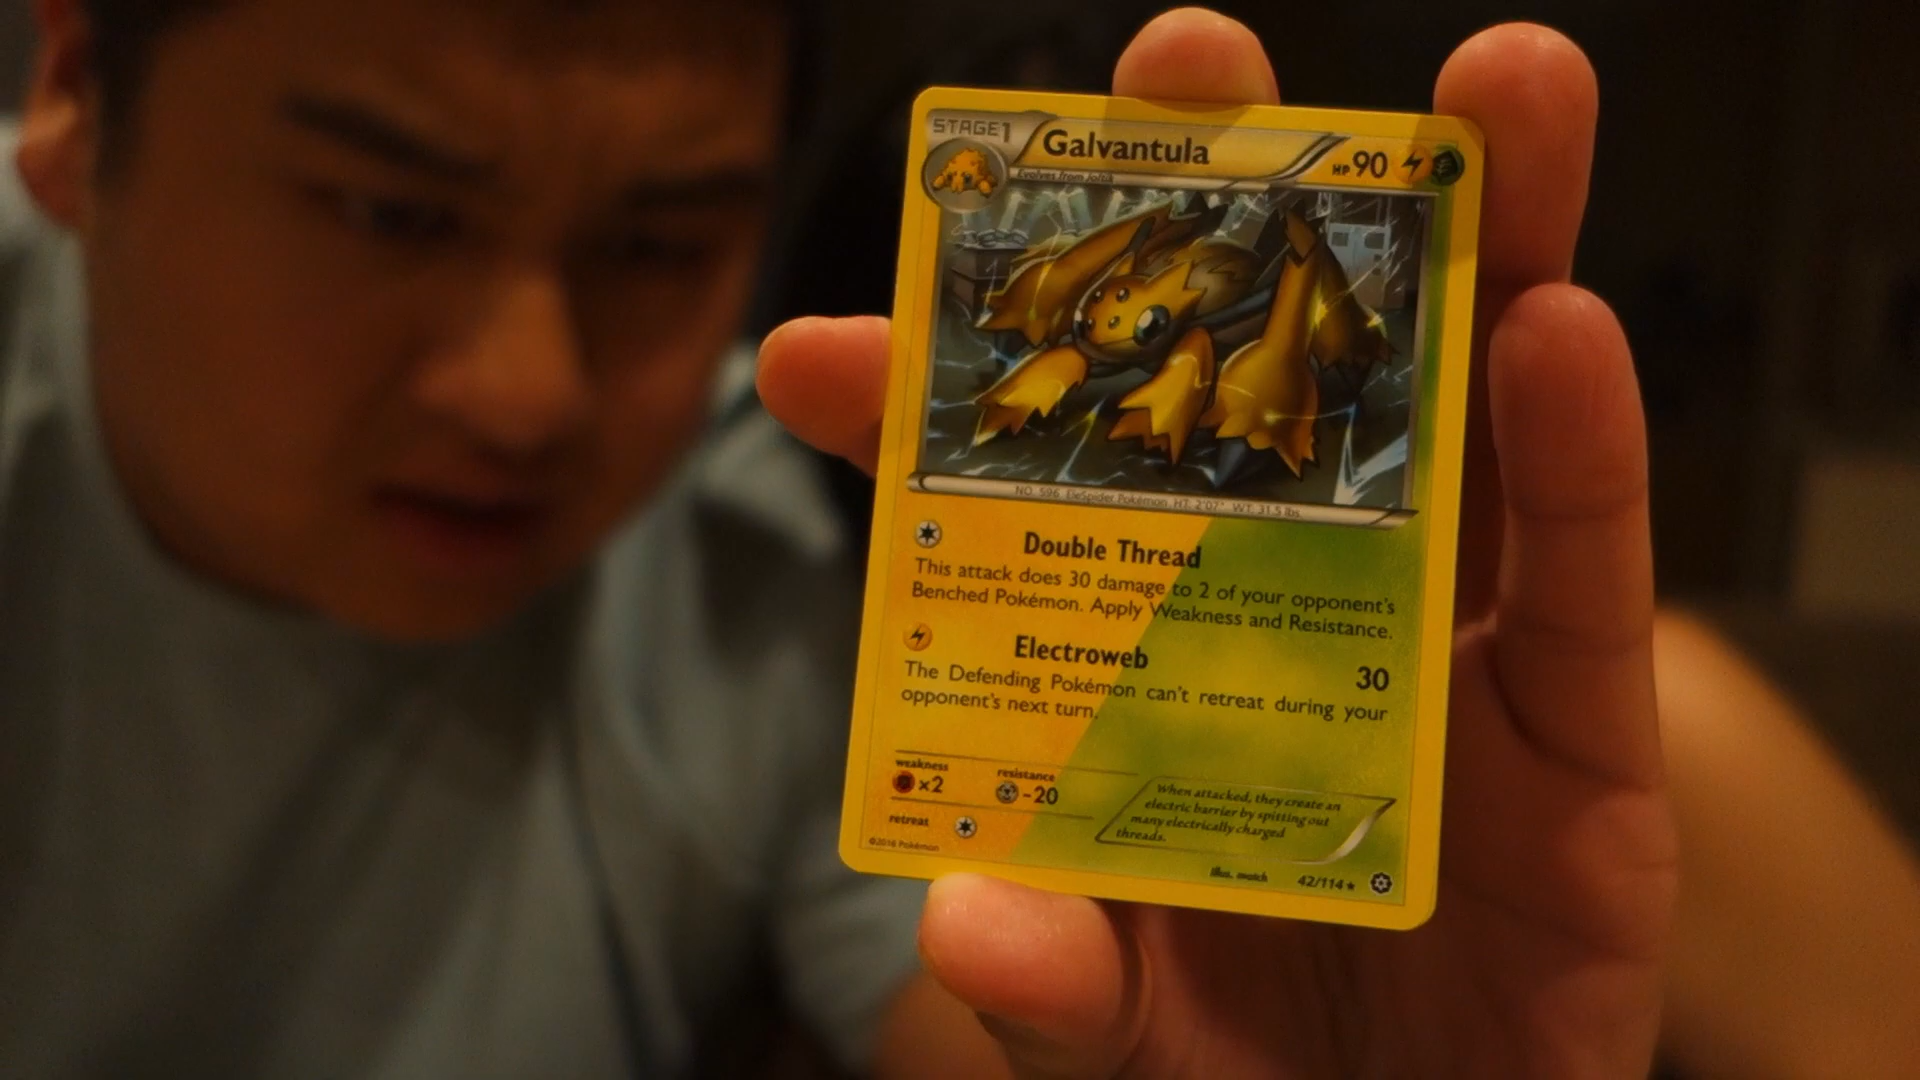 STAGE1
Galvantula
HP90
Evolves from Joltik
NO. 596 EleSpider Pokémon HT: 2'07" WT: 31.5 lbs.
Double Thread
This attack does 30 damage to 2 of your opponent's
Benched Pokémon. Apply Weakness and Resistance.
Electroweb
30
The Defending Pokémon can't retreat during your
opponent's next turn.
weakness
×2
resistance
-20
retreat
When attacked, they create an
electric barrier by spitting out
many electrically charged
threads.
©2016 Pokémon
Illus. match
42/114★